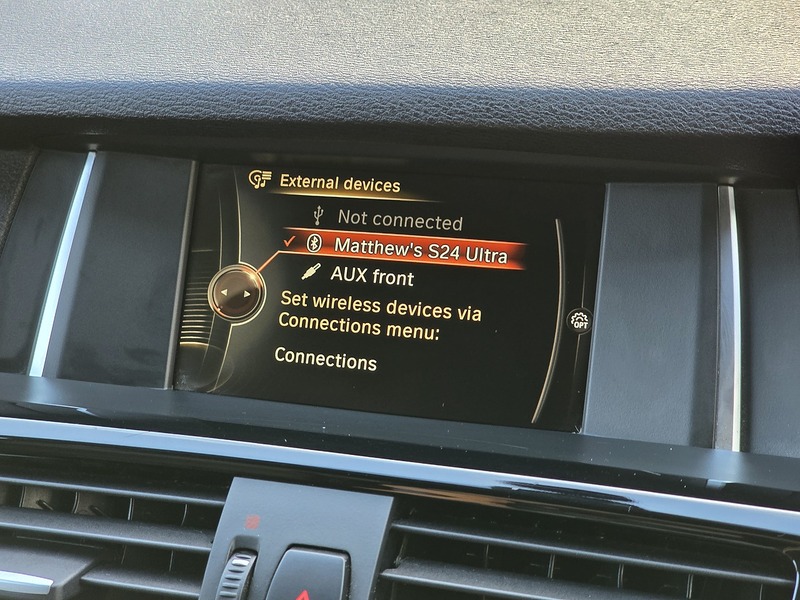 External devices
Not connected
Matthew's S24 Ultra
AUX front
Set wireless devices via
Connections menu:
Connections
OPT